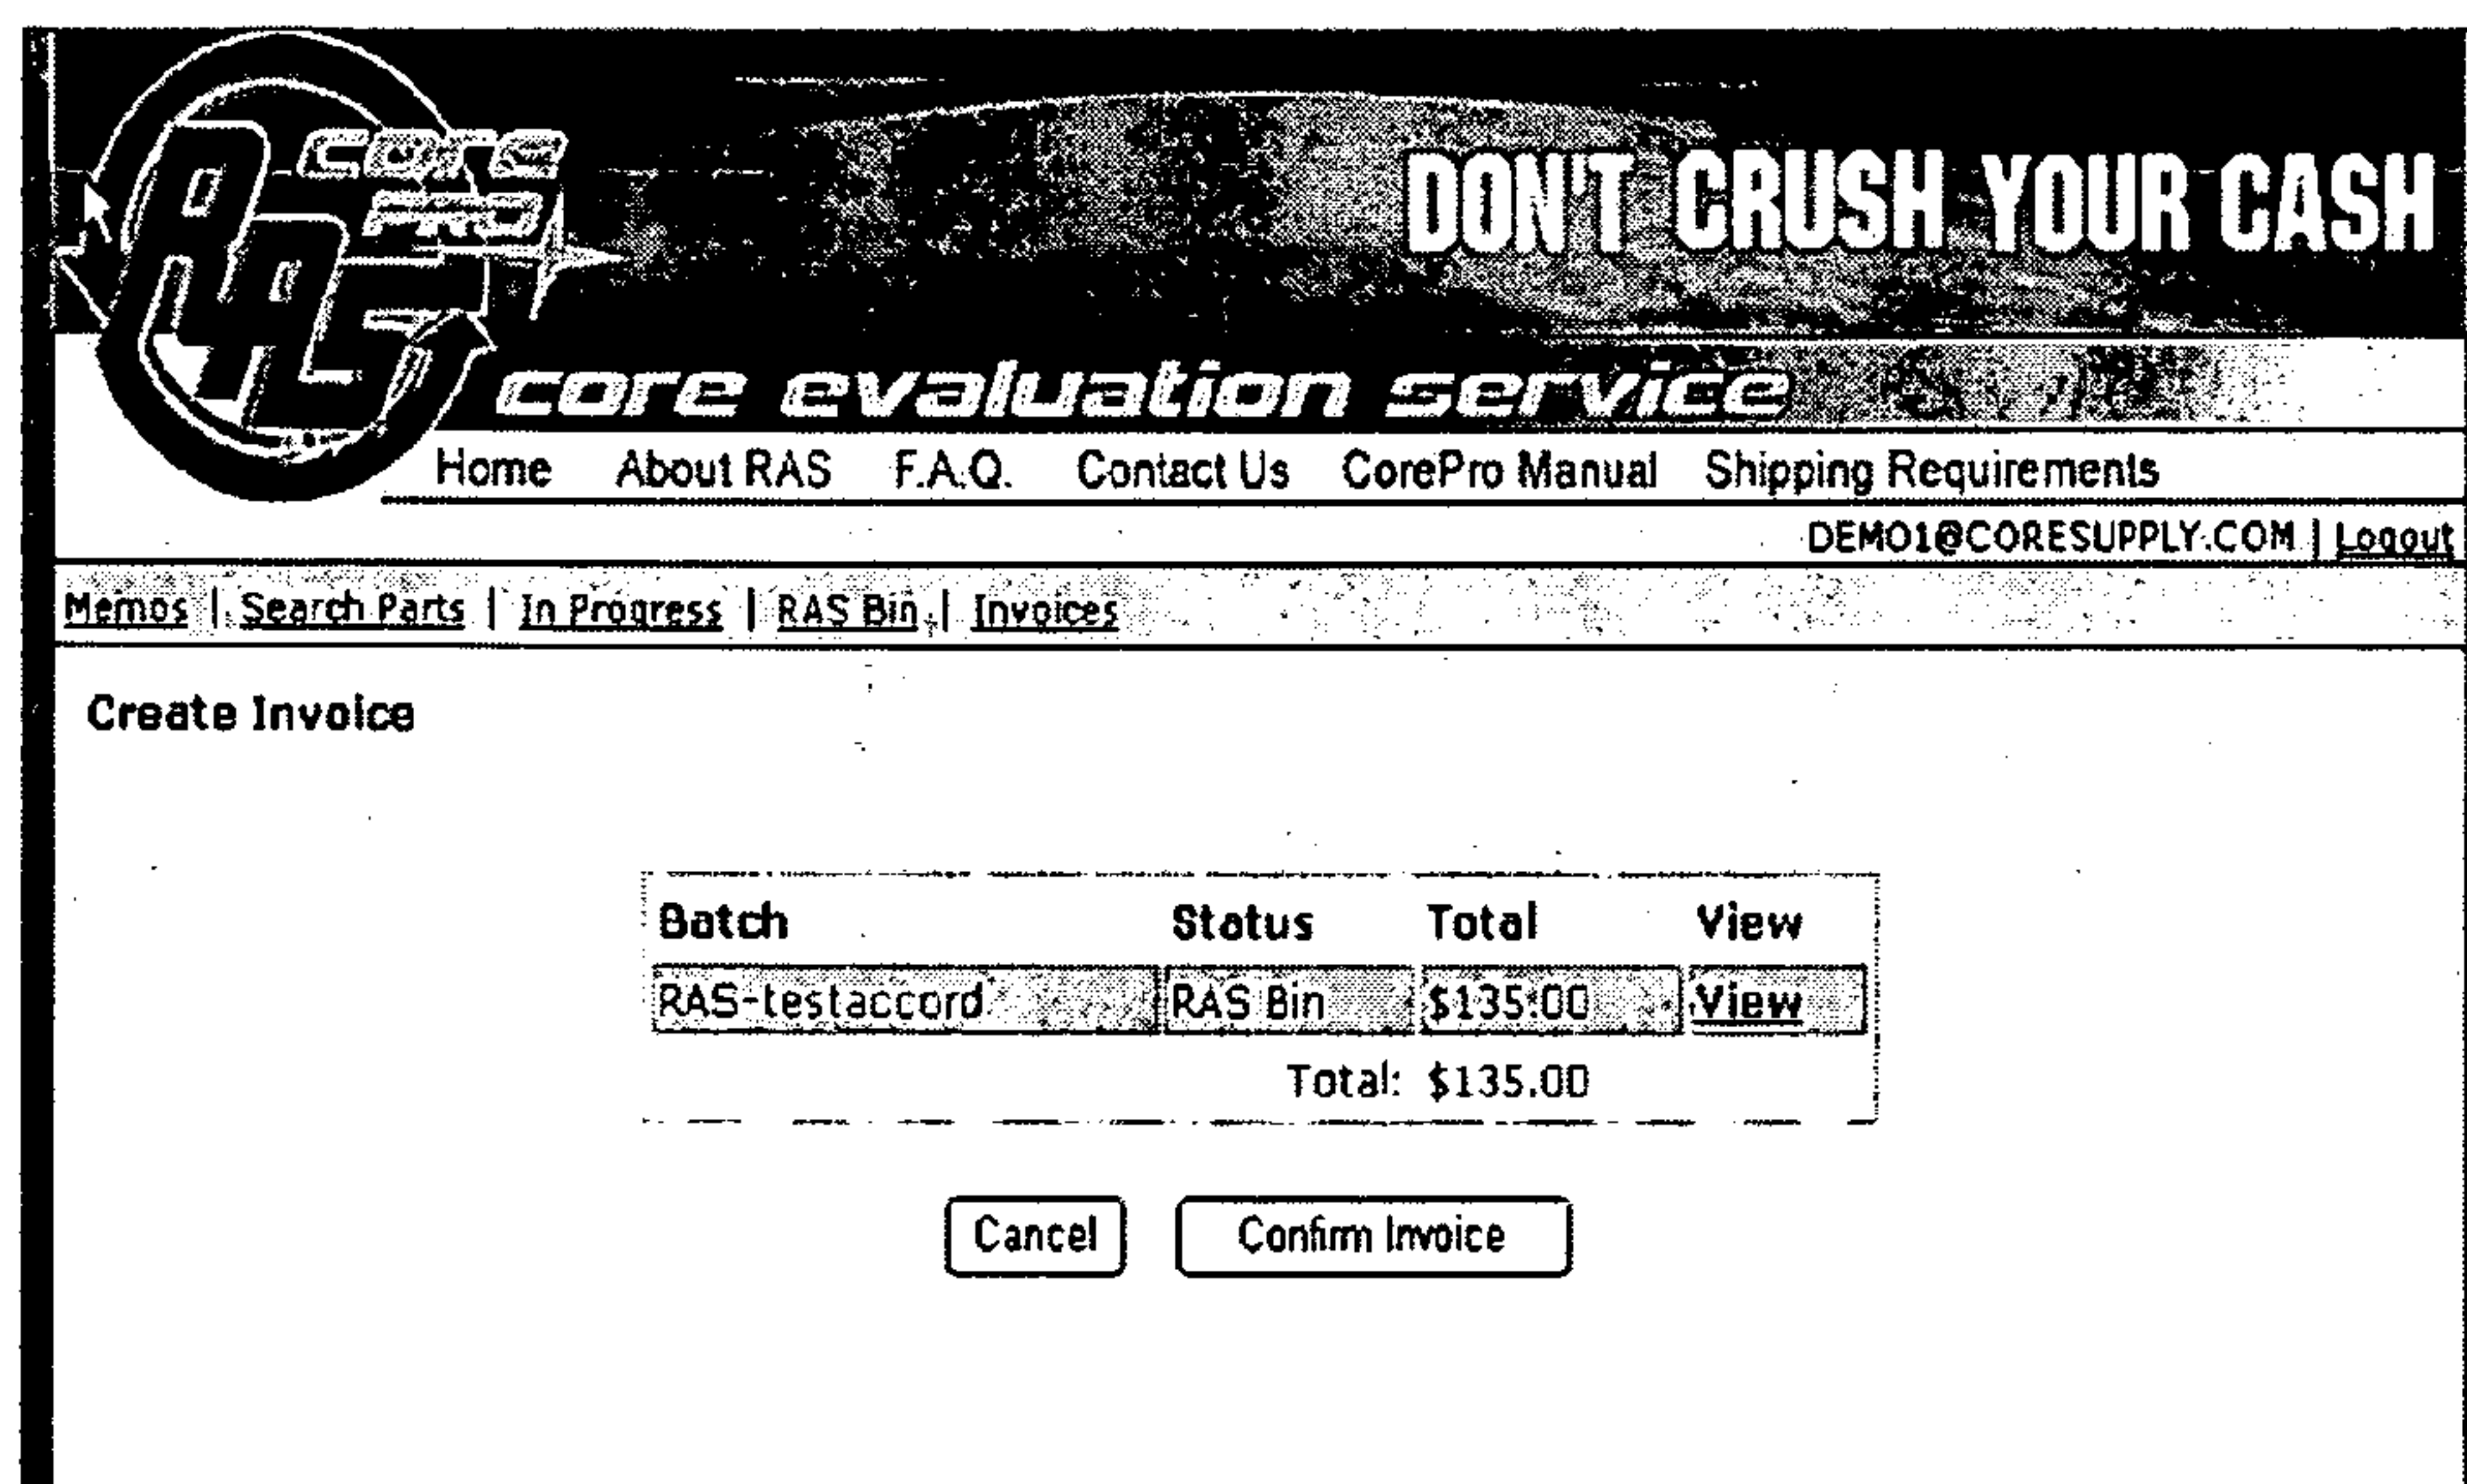 RAS core PRO
DON'T CRUSH YOUR CASH
core evaluation service
Home About RAS F.A.Q. Contact Us CorePro Manual Shipping Requirements
DEMO1@CORESUPPLY.COM | Logout
Memos | Search Parts | In Progress | RAS Bin | Invoices
Create Invoice
Batch Status Total View
RAS-testaccord RAS Bin $135.00 View
Total: $135.00
Cancel Confirm Invoice